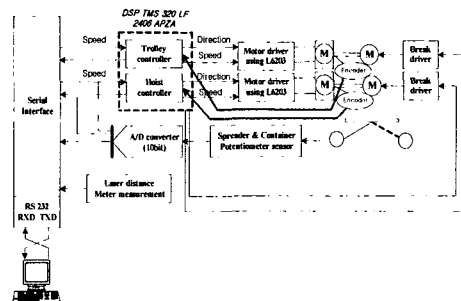 DSP TMS 320 LF
2406 APZA
Speed
Trolley
controller
Direction
Speed
Motor driver
using L6203
M
M
Break
driver
Encoder
Speed
Hoist
controller
Direction
Speed
Motor driver
using L6203
M
M
Break
driver
Encoder
Serial
Interface
A/D converter
(10bit)
Spreader & Container
Potentiometer sensor
Laser distance
Meter measurement
RS 232
RXD TXD